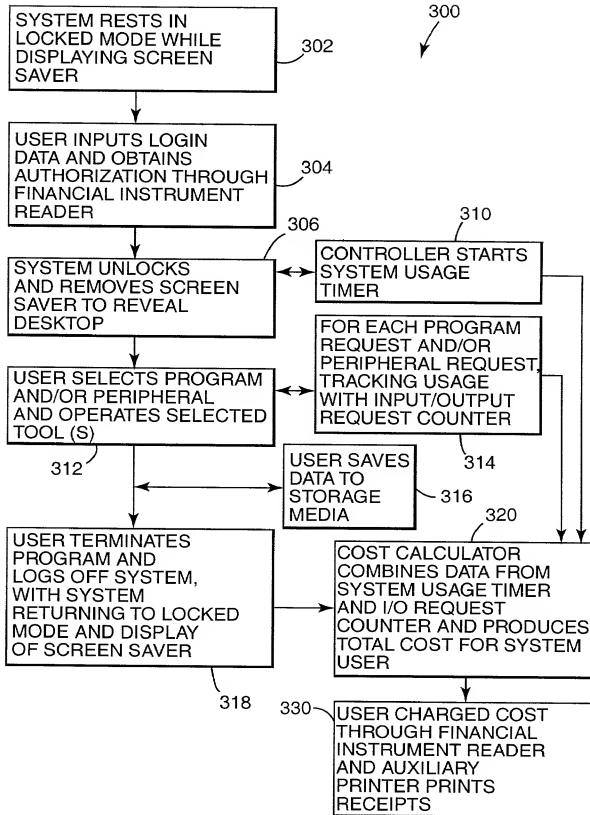 SYSTEM RESTS IN
LOCKED MODE WHILE
DISPLAYING SCREEN
SAVER
302
300
USER INPUTS LOGIN
DATA AND OBTAINS
AUTHORIZATION THROUGH
FINANCIAL INSTRUMENT
READER
304
306
SYSTEM UNLOCKS
AND REMOVES SCREEN
SAVER TO REVEAL
DESKTOP
310
CONTROLLER STARTS
SYSTEM USAGE
TIMER
USER SELECTS PROGRAM
AND/OR PERIPHERAL
AND OPERATES SELECTED
TOOL (S)
312
FOR EACH PROGRAM
REQUEST AND/OR
PERIPHERAL REQUEST,
TRACKING USAGE
WITH INPUT/OUTPUT
REQUEST COUNTER
314
USER SAVES
DATA TO
STORAGE
MEDIA
316
USER TERMINATES
PROGRAM AND
LOGS OFF SYSTEM,
WITH SYSTEM
RETURNING TO LOCKED
MODE AND DISPLAY
OF SCREEN SAVER
318
320
COST CALCULATOR
COMBINES DATA FROM
SYSTEM USAGE TIMER
AND I/O REQUEST
COUNTER AND PRODUCES
TOTAL COST FOR SYSTEM
USER
330
USER CHARGED COST
THROUGH FINANCIAL
INSTRUMENT READER
AND AUXILIARY
PRINTER PRINTS
RECEIPTS